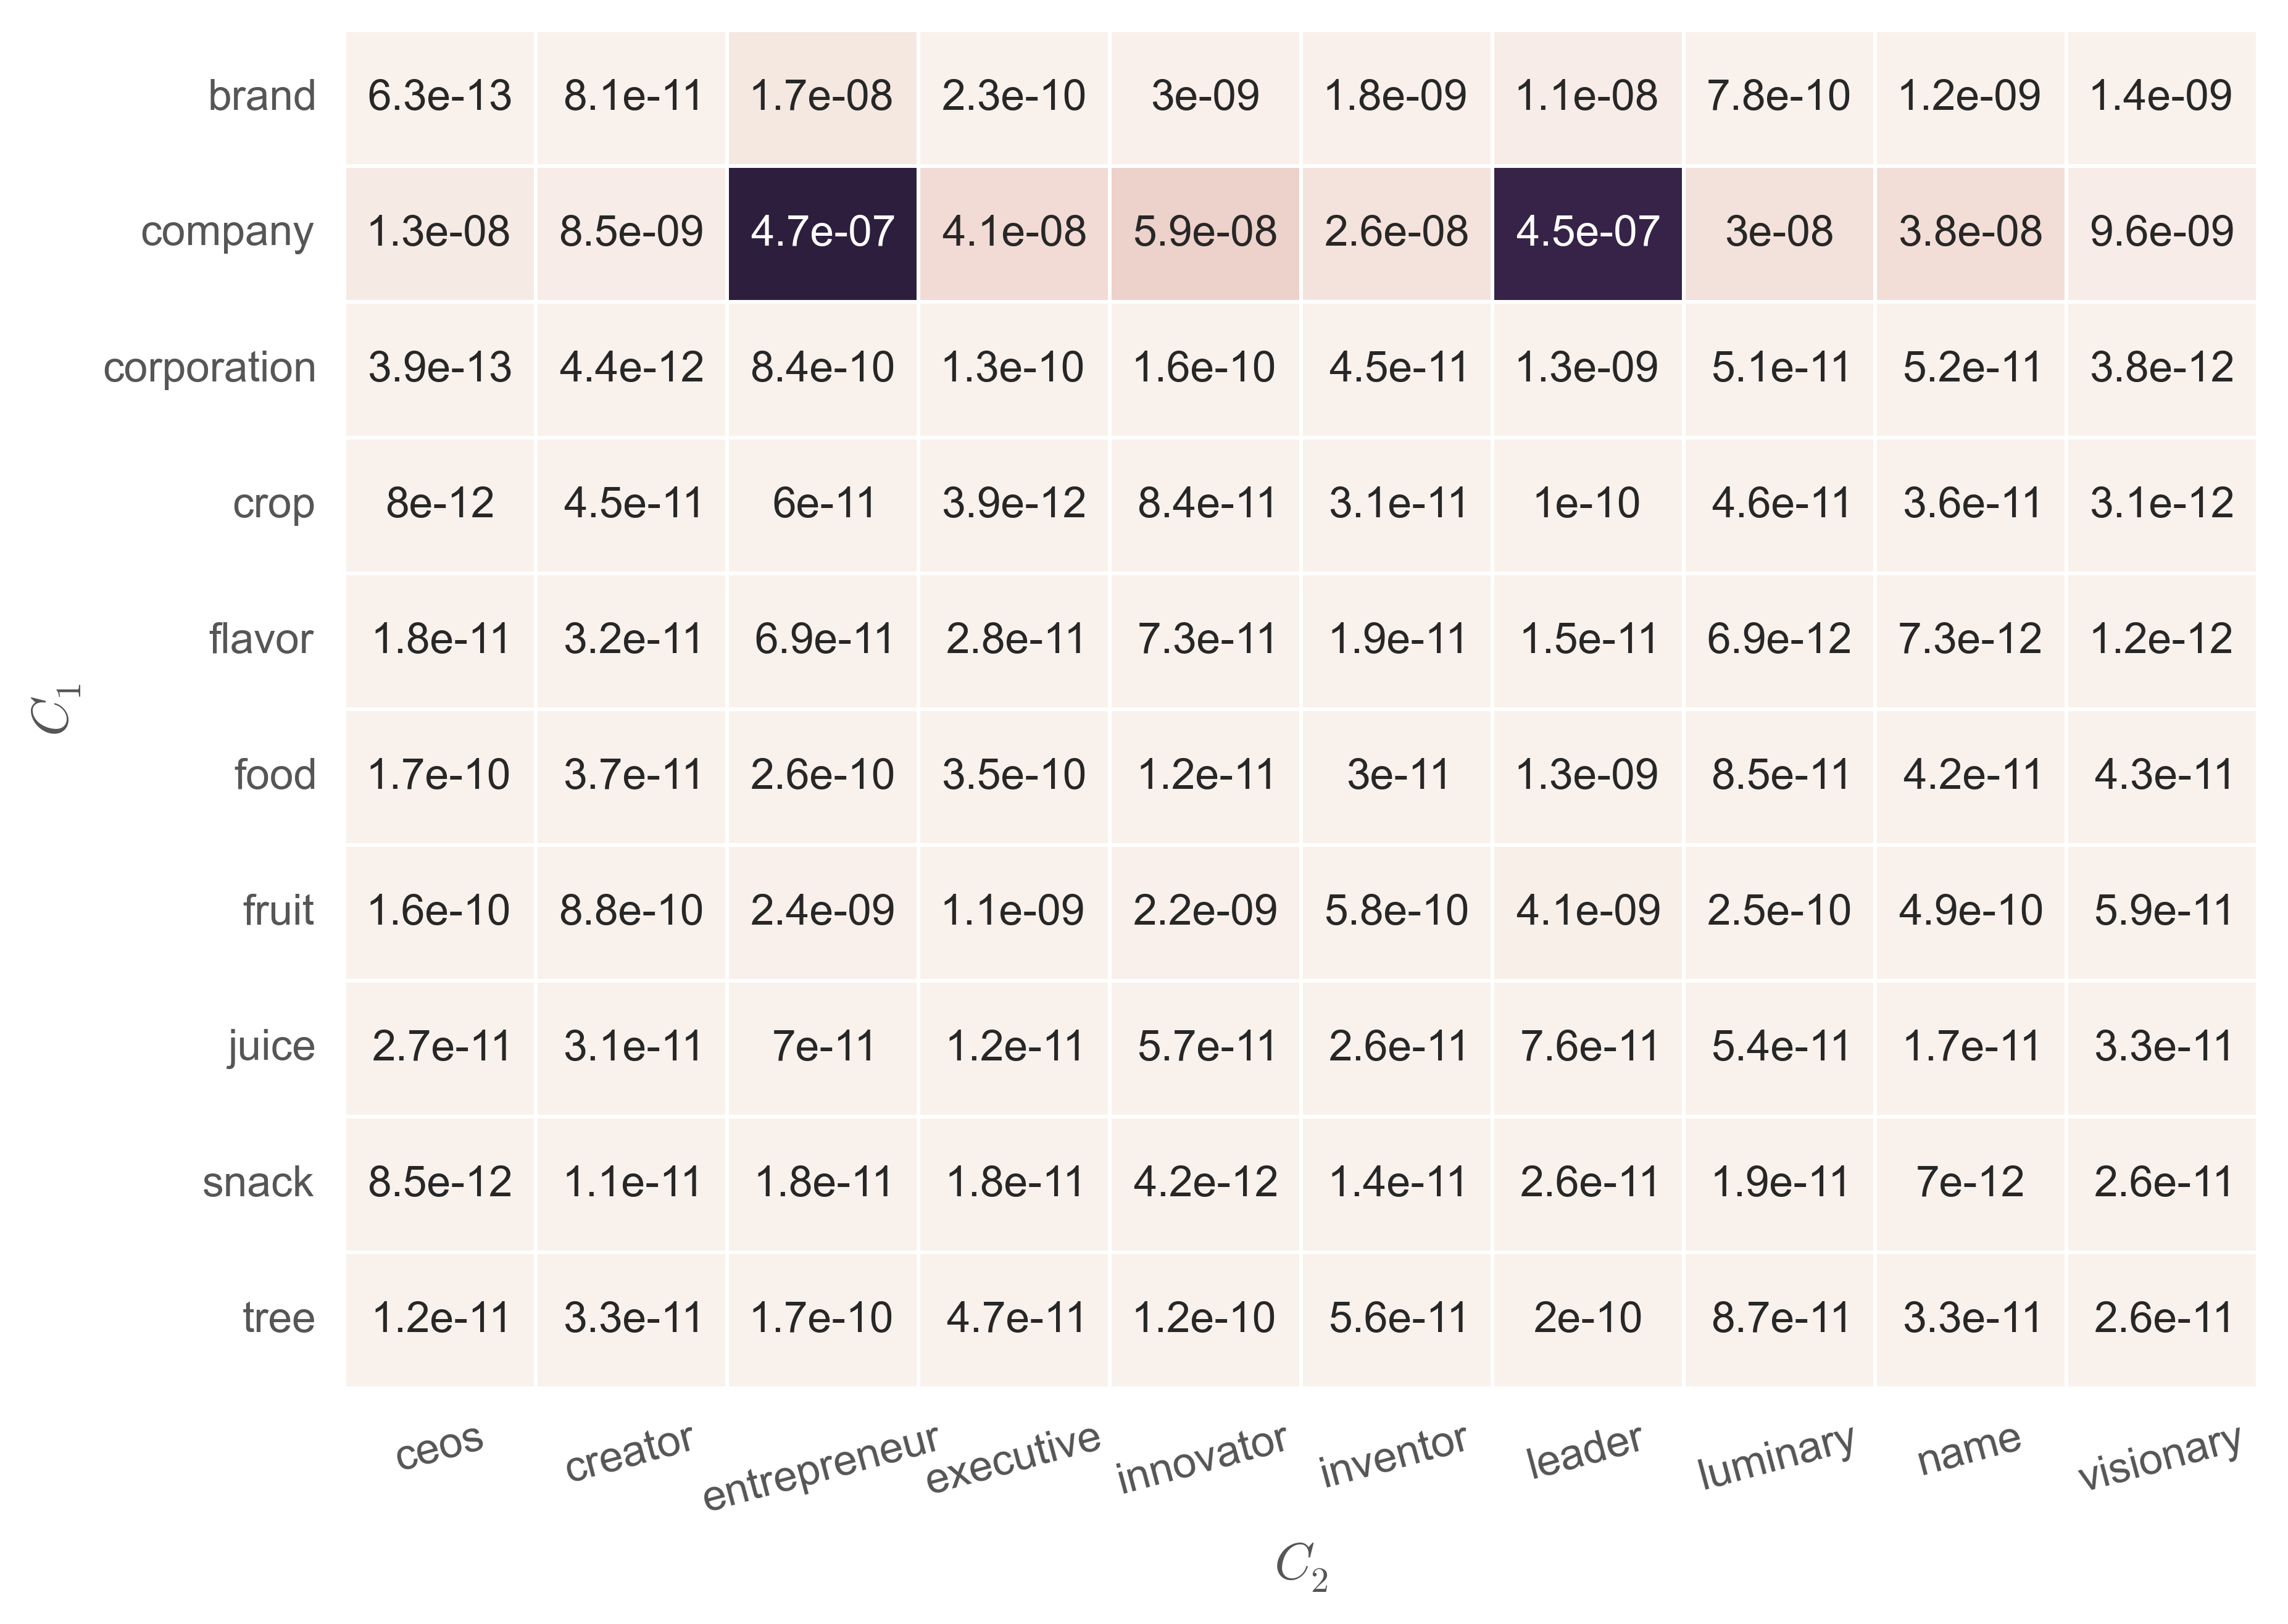 brand 6.3e-13 8.1e-11 1.7e-08 2.3e-10 3e-09 1.8e-09 1.1e-08 7.8e-10 1.2e-09 1.4e-09
company 1.3e-08 8.5e-09 4.7e-07 4.1e-08 5.9e-08 2.6e-08 4.5e-07 3e-08 3.8e-08 9.6e-09
corporation 3.9e-13 4.4e-12 8.4e-10 1.3e-10 1.6e-10 4.5e-11 1.3e-09 5.1e-11 5.2e-11 3.8e-12
crop 8e-12 4.5e-11 6e-11 3.9e-12 8.4e-11 3.1e-11 1e-10 4.6e-11 3.6e-11 3.1e-12
flavor 1.8e-11 3.2e-11 6.9e-11 2.8e-11 7.3e-11 1.9e-11 1.5e-11 6.9e-12 7.3e-12 1.2e-12
C₁
food 1.7e-10 3.7e-11 2.6e-10 3.5e-10 1.2e-11 3e-11 1.3e-09 8.5e-11 4.2e-11 4.3e-11
fruit 1.6e-10 8.8e-10 2.4e-09 1.1e-09 2.2e-09 5.8e-10 4.1e-09 2.5e-10 4.9e-10 5.9e-11
juice 2.7e-11 3.1e-11 7e-11 1.2e-11 5.7e-11 2.6e-11 7.6e-11 5.4e-11 1.7e-11 3.3e-11
snack 8.5e-12 1.1e-11 1.8e-11 1.8e-11 4.2e-12 1.4e-11 2.6e-11 1.9e-11 7e-12 2.6e-11
tree 1.2e-11 3.3e-11 1.7e-10 4.7e-11 1.2e-10 5.6e-11 2e-10 8.7e-11 3.3e-11 2.6e-11
ceos creator entrepreneur executive innovator inventor leader luminary name visionary
C₂